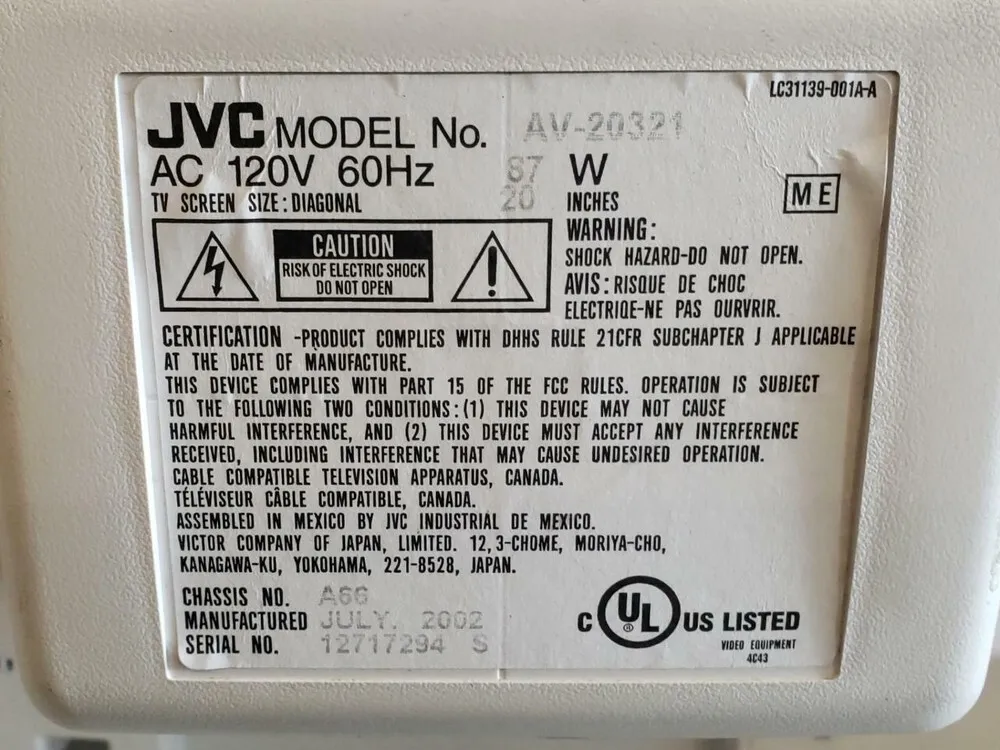 LC31139-001A-A
JVC MODEL No. AV-20321
AC 120V 60Hz 87 W
TV SCREEN SIZE: DIAGONAL 20 INCHES
ME
CAUTION
RISK OF ELECTRIC SHOCK
DO NOT OPEN
WARNING:
SHOCK HAZARD-DO NOT OPEN.
AVIS: RISQUE DE CHOC
ELECTRIQE-NE PAS OURVRIR.
CERTIFICATION -PRODUCT COMPLIES WITH DHHS RULE 21CFR SUBCHAPTER J APPLICABLE
AT THE DATE OF MANUFACTURE.
THIS DEVICE COMPLIES WITH PART 15 OF THE FCC RULES. OPERATION IS SUBJECT
TO THE FOLLOWING TWO CONDITIONS: (1) THIS DEVICE MAY NOT CAUSE
HARMFUL INTERFERENCE, AND (2) THIS DEVICE MUST ACCEPT ANY INTERFERENCE
RECEIVED, INCLUDING INTERFERENCE THAT MAY CAUSE UNDESIRED OPERATION.
CABLE COMPATIBLE TELEVISION APPARATUS, CANADA.
TÉLÉVISEUR CÂBLE COMPATIBLE, CANADA.
ASSEMBLED IN MEXICO BY JVC INDUSTRIAL DE MEXICO.
VICTOR COMPANY OF JAPAN, LIMITED. 12, 3-CHOME, MORIYA-CHO,
KANAGAWA-KU, YOKOHAMA, 221-8528, JAPAN.
CHASSIS NO. A66
MANUFACTURED JULY. 2002
SERIAL NO. 12717294 S
C UL ® US LISTED
VIDEO EQUIPMENT
4C43